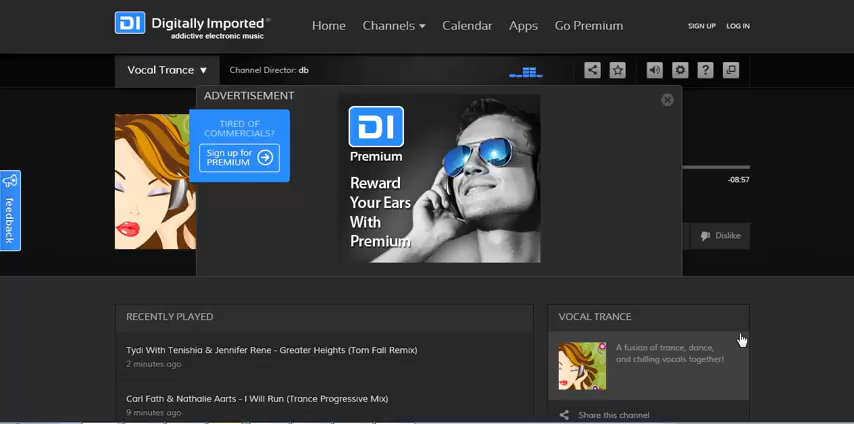 DI Digitally Imported®
addictive electronic music
Home Channels Calendar Apps Go Premium
SIGN UP LOG IN
Vocal Trance
Channel Director: db
ADVERTISEMENT
TIRED OF
COMMERCIALS?
Sign up for
PREMIUM
DI
Premium
Reward
Your Ears
With
Premium
-08:57
Dislike
feedback
RECENTLY PLAYED
Tydi With Tenishia & Jennifer Rene - Greater Heights (Tom Fall Remix)
2 minutes ago
Carl Fath & Nathalie Aarts - I Will Run (Trance Progressive Mix)
9 minutes ago
VOCAL TRANCE
A fusion of trance, dance,
and chilling vocals together!
Share this channel